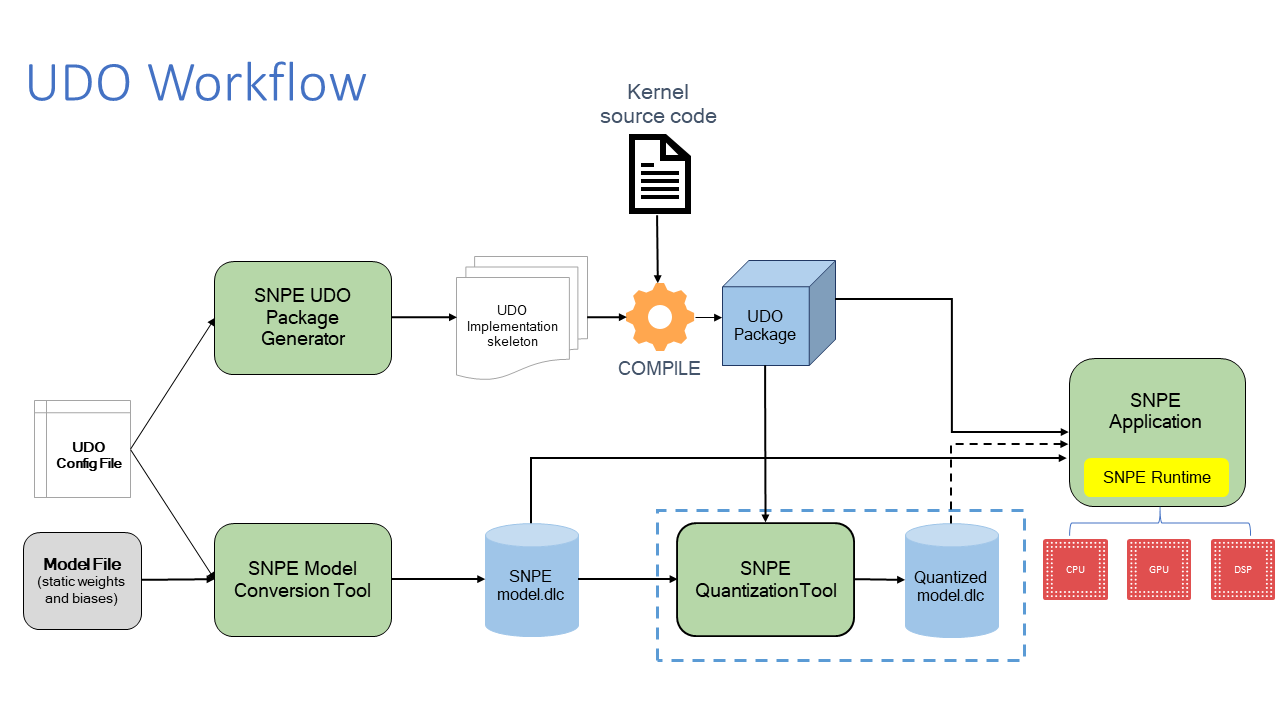 UDO Workflow
Kernel
source code
SNPE UDO
Package
Generator
UDO
Implementation
skeleton
COMPILE
UDO
Package
UDO
Config File
SNPE
Application
SNPE Runtime
Model File
(static weights
and biases)
SNPE Model
Conversion Tool
SNPE
model.dlc
SNPE
QuantizationTool
Quantized
model.dlc
CPU
GPU
DSP